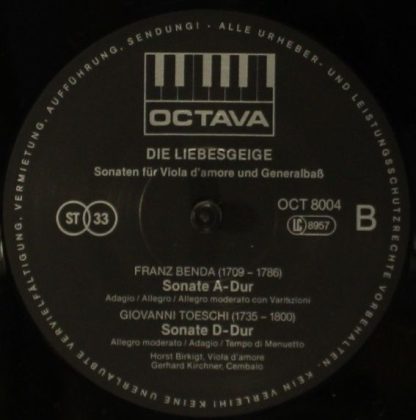 ALLE URHEBER- UND LEISTUNGSSCHUTZRECHTE VORBEHALTEN. KEIN VERLEIH! KEINE UNERLAUBTE VERVIELFÄLTIGUNG, VERMIETUNG, AUFFÜHRUNG, SENDUNG! -
OCTAVA
DIE LIEBESGEIGE
Sonaten für Viola d'amore und Generalbaß
OCT 8004
ST 33
LC 8957
B
FRANZ BENDA (1709 – 1786)
Sonate A-Dur
Adagio / Allegro / Allegro moderato con Variazioni
GIOVANNI TOESCHI (1735 – 1800)
Sonate D-Dur
Allegro moderato / Adagio / Tempo di Menuetto
Horst Birkigt, Viola d'amore
Gerhard Kirchner, Cembalo